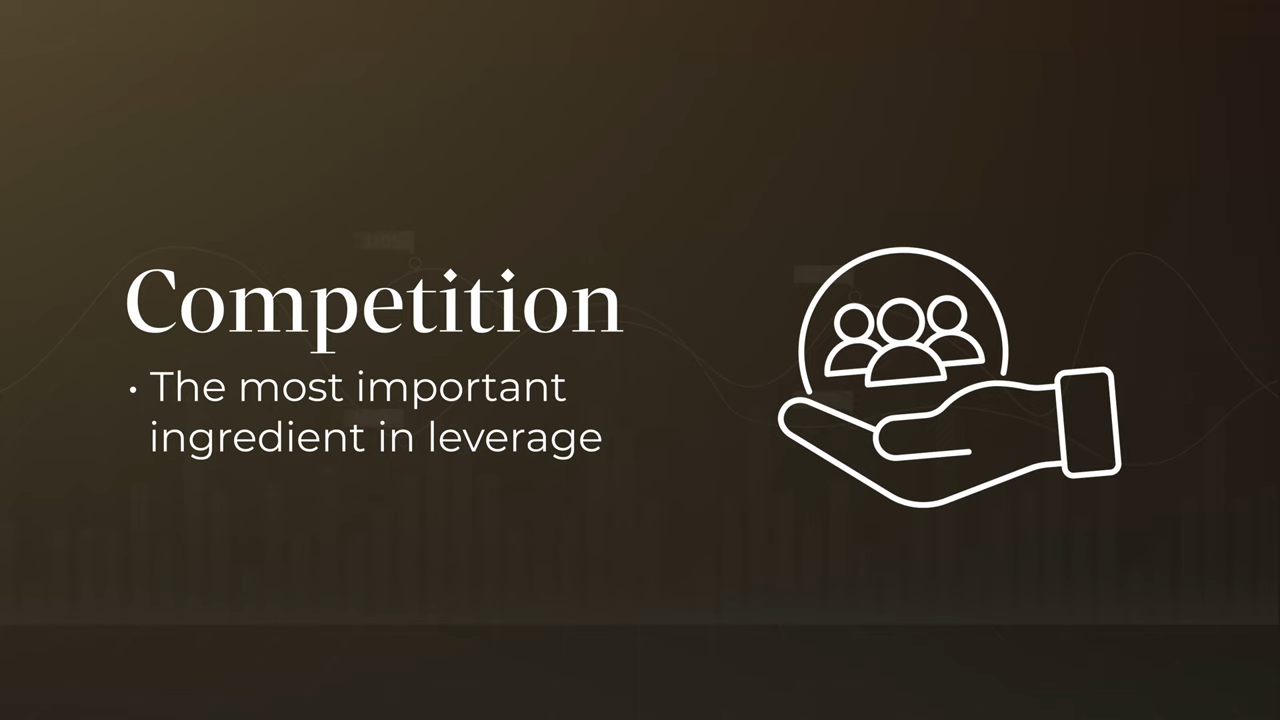 Competition
• The most important
ingredient in leverage